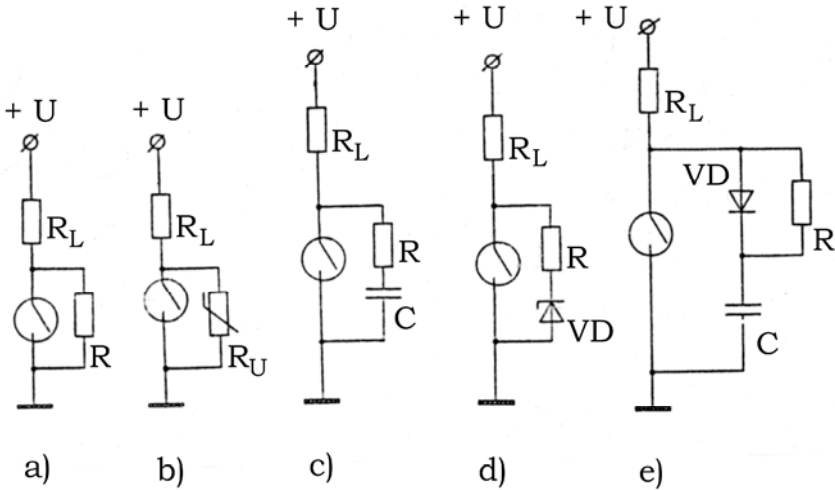 + U
R_L
R
a)
+ U
R_L
R_U
b)
+ U
R_L
R
C
c)
+ U
R_L
R
VD
d)
+ U
R_L
VD
R
C
e)